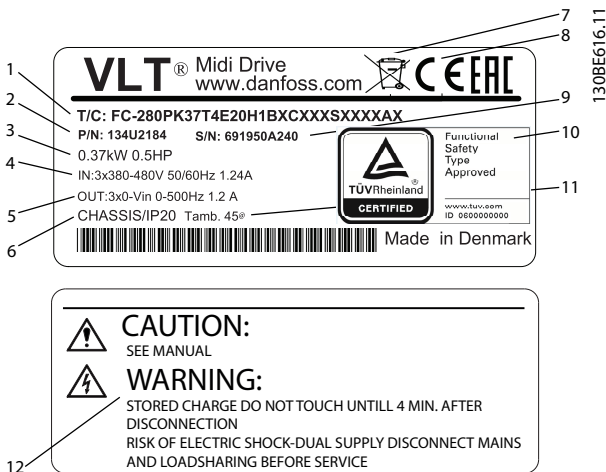 7
8
130BE616.11
VLT® Midi Drive
www.danfoss.com CE EAC
1
T/C: FC-280PK37T4E20H1BXCXXXSXXXXAX
9
2
P/N: 134U2184 S/N: 691950A240
10
Functional
Safety
Type
Approved
3
0.37kW 0.5HP
4
IN:3x380-480V 50/60Hz 1.24A
TÜVRheinland
CERTIFIED
11
5
OUT:3x0-Vin 0-500Hz 1.2 A
www.tuv.com
ID 0600000000
6
CHASSIS/IP20 Tamb. 45@
Made in Denmark
CAUTION:
SEE MANUAL
WARNING:
STORED CHARGE DO NOT TOUCH UNTILL 4 MIN. AFTER
DISCONNECTION
RISK OF ELECTRIC SHOCK-DUAL SUPPLY DISCONNECT MAINS
AND LOADSHARING BEFORE SERVICE
12